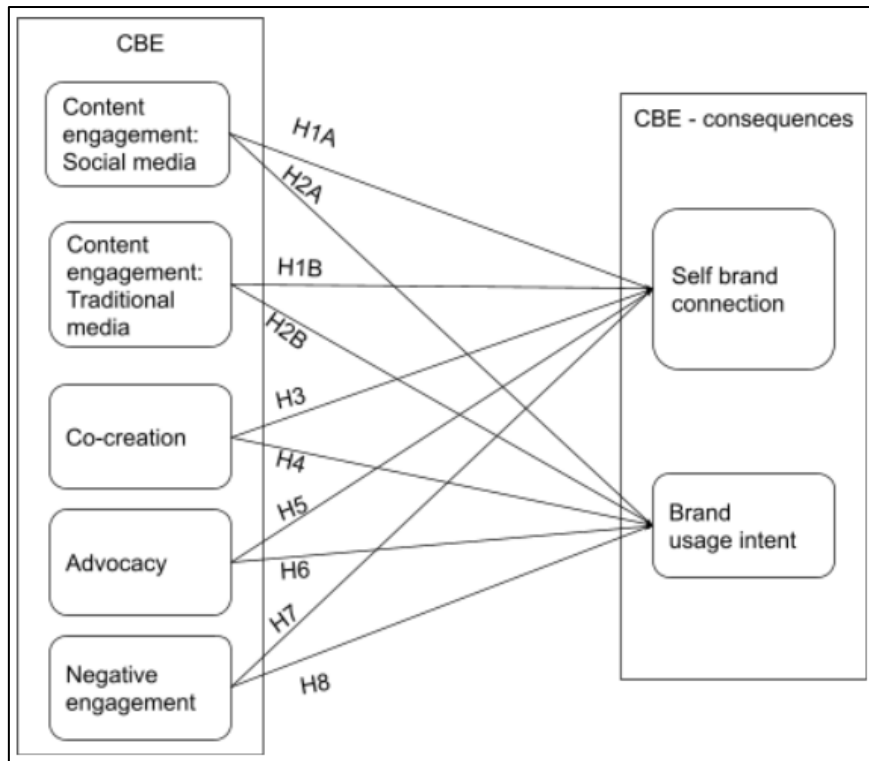 CBE
Content
engagement:
Social media
Content
engagement:
Traditional
media
Co-creation
Advocacy
Negative
engagement
H1A
H2A
H1B
H2B
H3
H4
H5
H6
H7
H8
CBE - consequences
Self brand
connection
Brand
usage intent